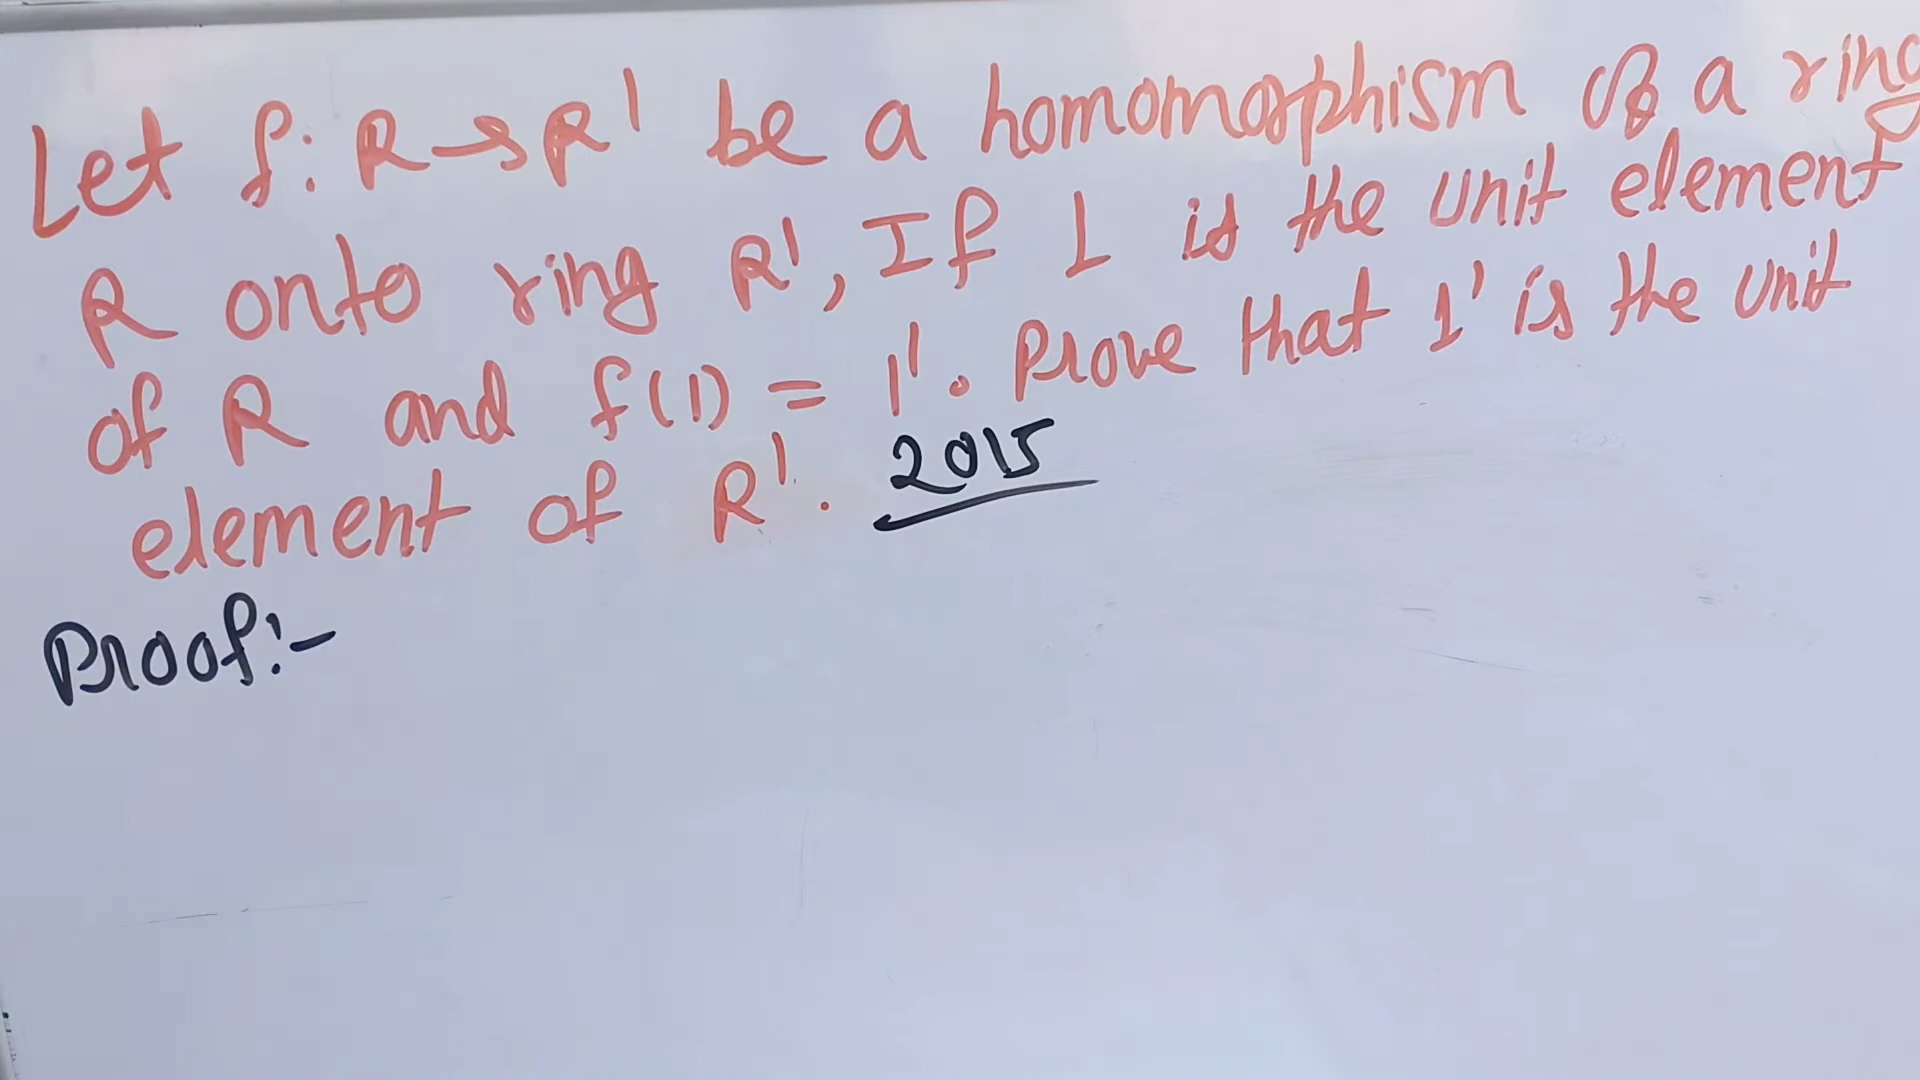 Let f: R→R' be a homomorphism of a ring
R onto ring R', If 1 is the unit element
of R and f(1) = 1'. Prove that 1' is the unit
element of R'. 2015
Proof:-